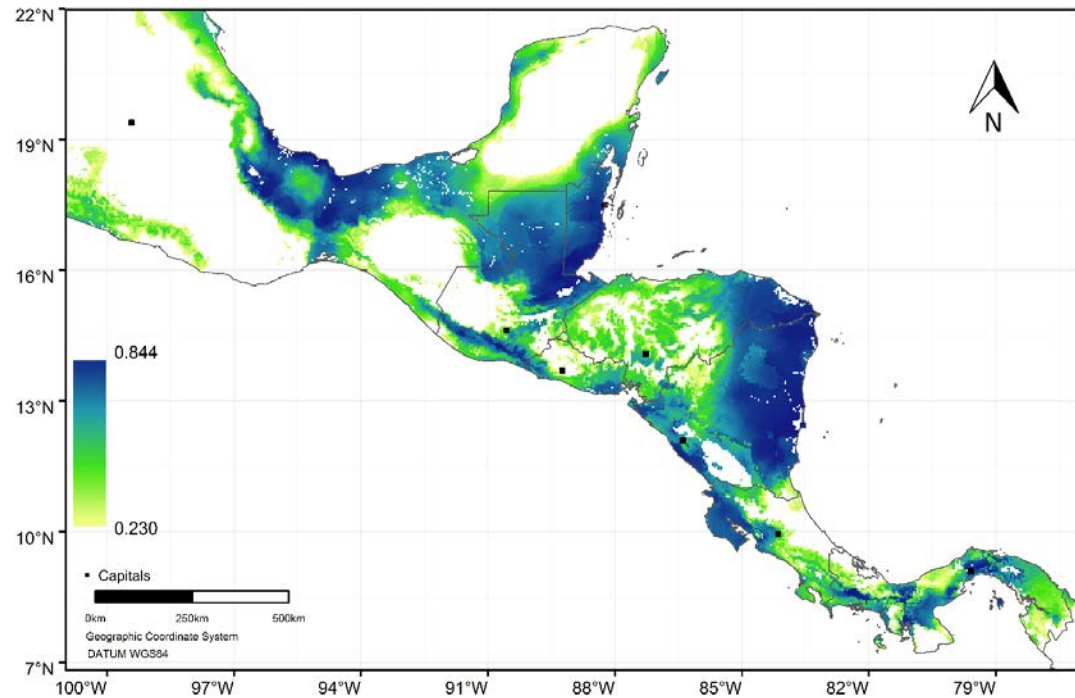 22°N
19°N
16°N
13°N
10°N
7°N
N
0.844
0.230
Capitals
0km 250km 500km
Geographic Coordinate System
DATUM WGS84
100°W 97°W 94°W 91°W 88°W 85°W 82°W 79°W